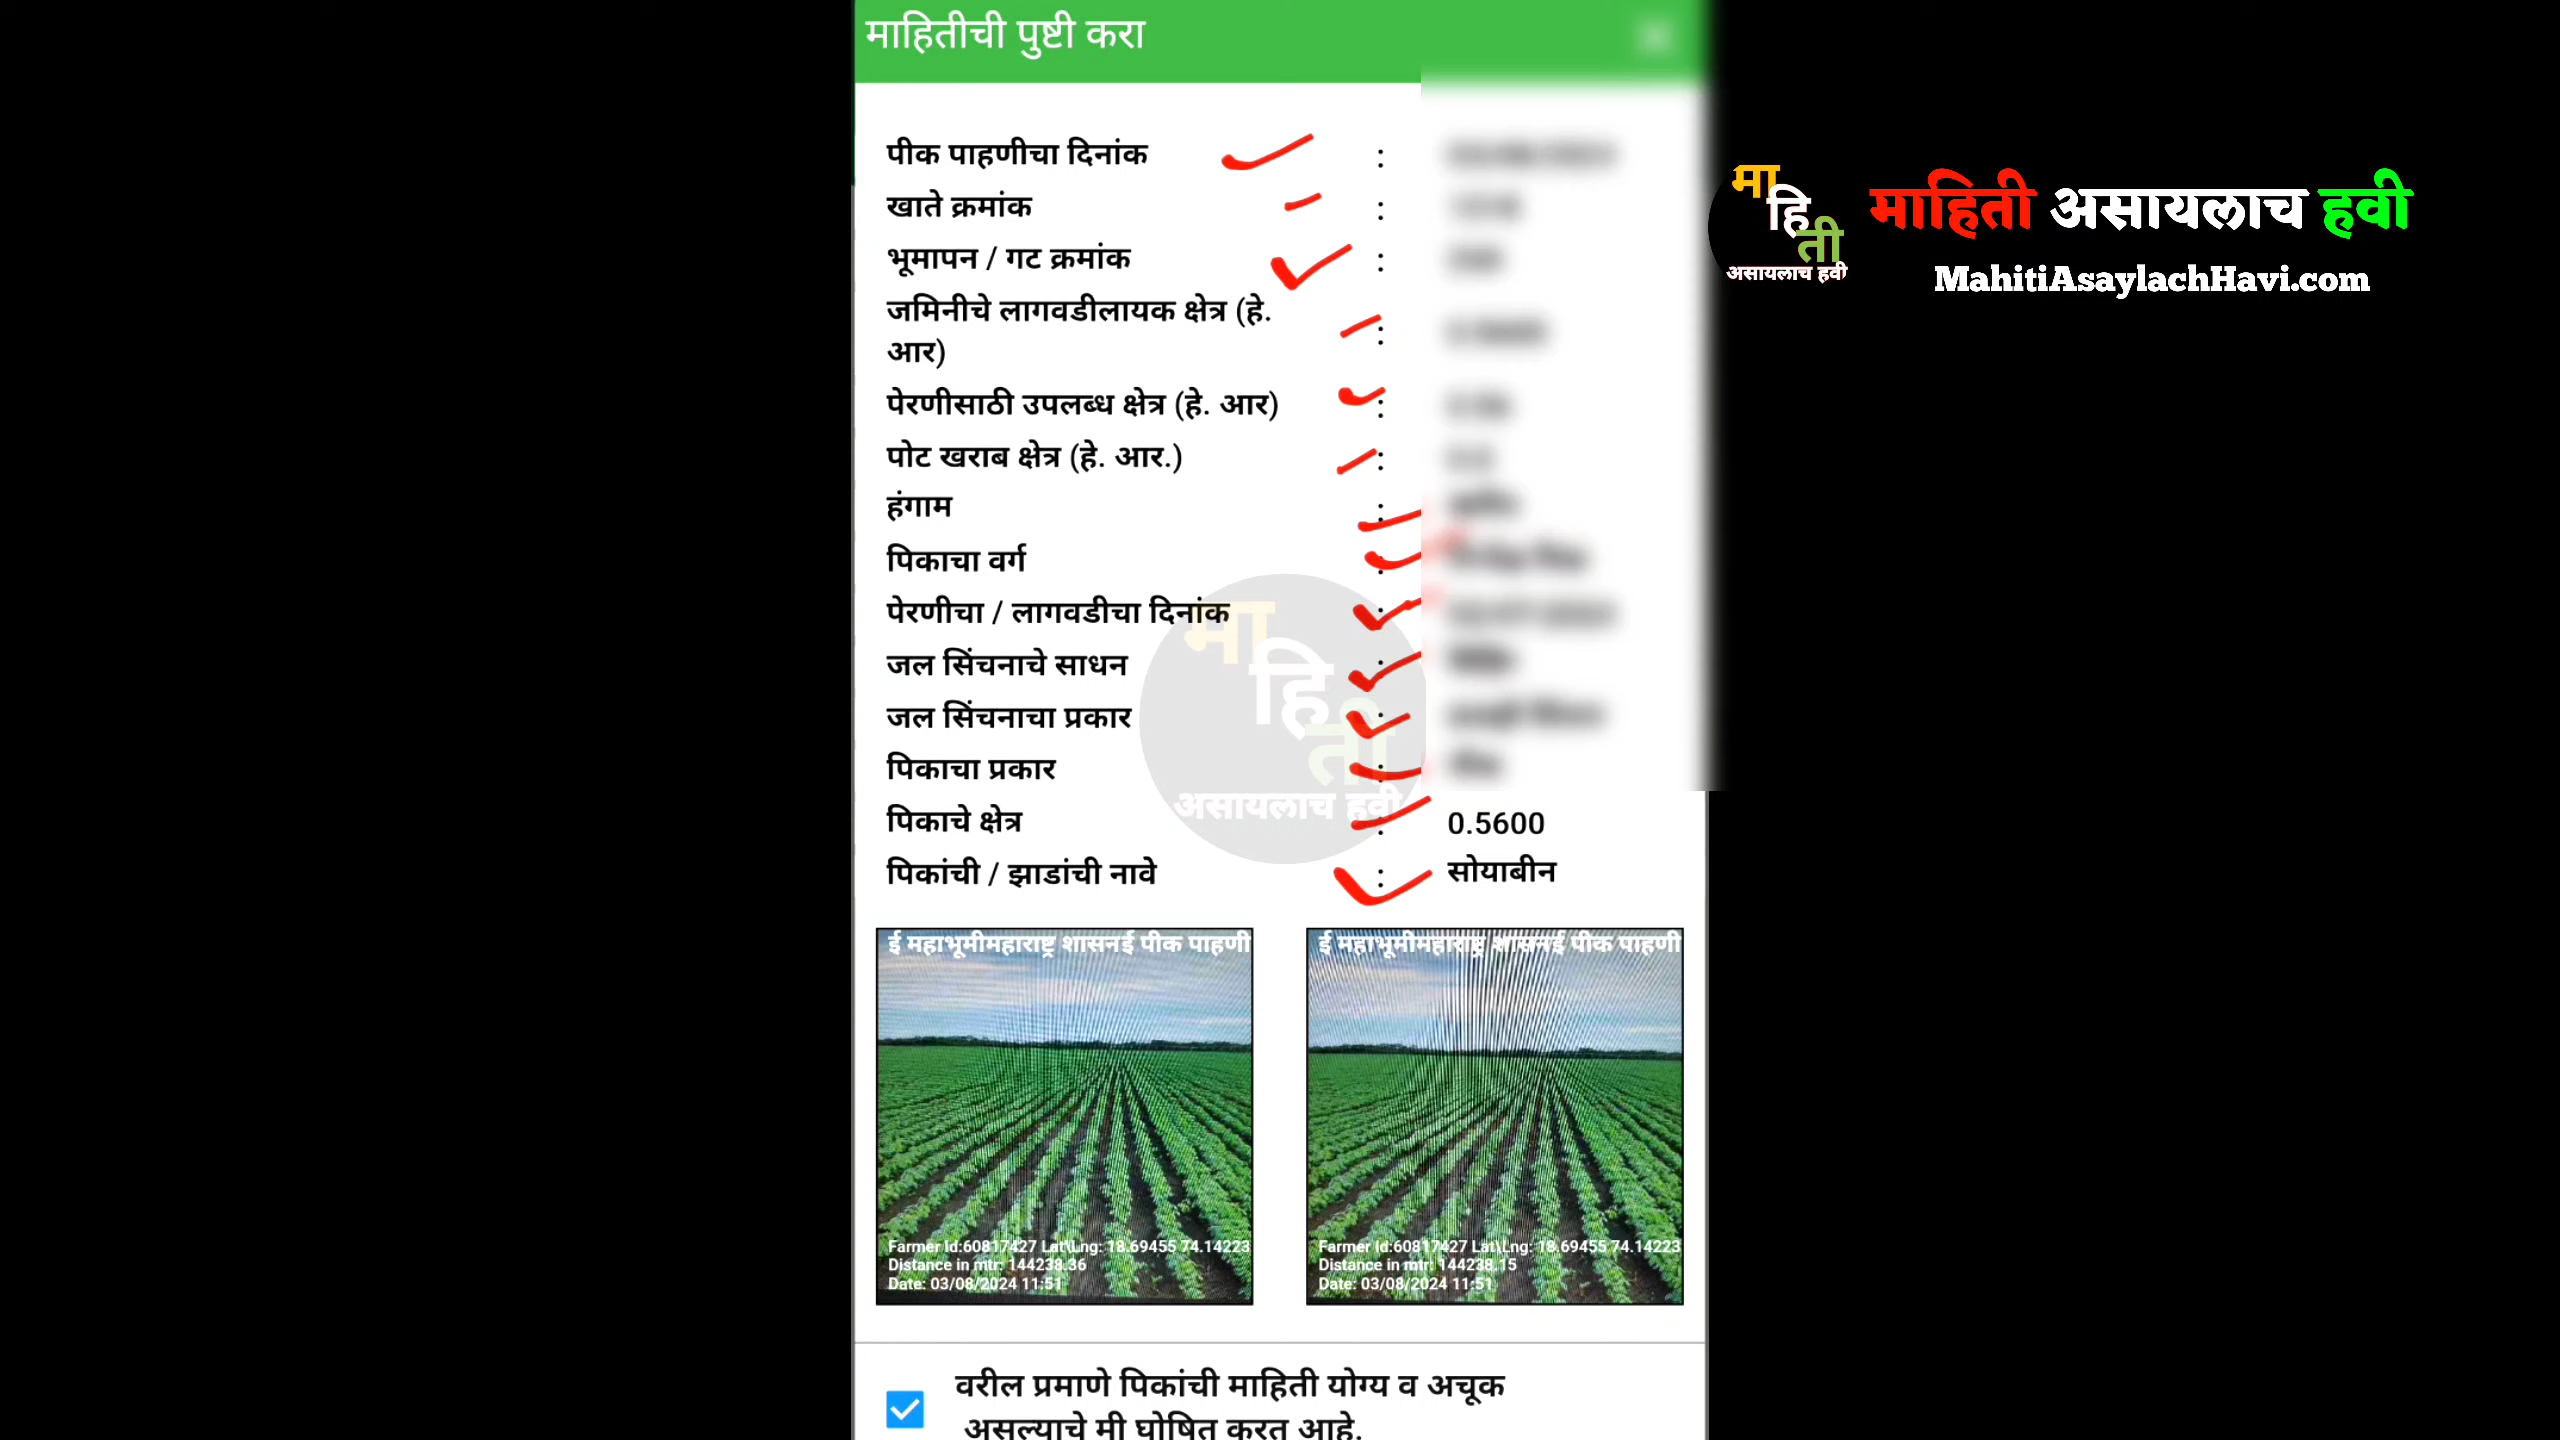 माहितीची पुष्टी करा
पीक पाहणीचा दिनांक :
खाते क्रमांक :
भूमापन / गट क्रमांक :
जमिनीचे लागवडीलायक क्षेत्र (हे.
आर) :
पेरणीसाठी उपलब्ध क्षेत्र (हे. आर) :
पोट खराब क्षेत्र (हे. आर.) :
हंगाम :
पिकाचा वर्ग :
पेरणीचा / लागवडीचा दिनांक :
जल सिंचनाचे साधन :
जल सिंचनाचा प्रकार :
पिकाचा प्रकार :
पिकाचे क्षेत्र : 0.5600
पिकांची / झाडांची नावे : सोयाबीन
मा
हि
ती
असायलाच हवी
ई महाभूमीमहाराष्ट्र शासनई पीक पाहणी
Farmer Id:60817427 Lat\Lng: 18.69455 74.14223
Distance in mtr: 144238.36
Date: 03/08/2024 11:51
ई महाभूमीमहाराष्ट्र शासनई पीक पाहणी
Farmer Id:60817427 Lat\Lng: 18.69455 74.14223
Distance in mtr: 144238.15
Date: 03/08/2024 11:51
वरील प्रमाणे पिकांची माहिती योग्य व अचूक
असल्याचे मी घोषित करत आहे.
मा
हि
ती
असायलाच हवी
माहिती असायलाच हवी
MahitiAsaylachHavi.com